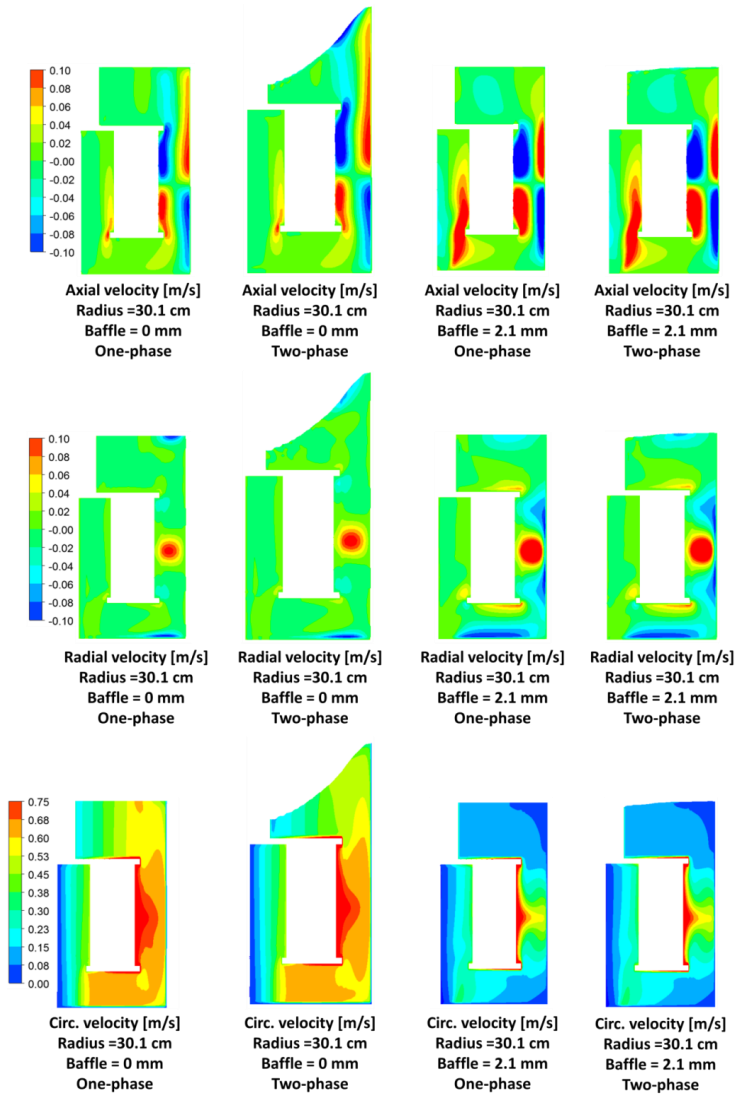 0.10
0.08
0.06
0.04
0.02
-0.00
-0.02
-0.04
-0.06
-0.08
-0.10
Axial velocity [m/s]
Radius =30.1 cm
Baffle = 0 mm
One-phase
Axial velocity [m/s]
Radius =30.1 cm
Baffle = 0 mm
Two-phase
Axial velocity [m/s]
Radius =30.1 cm
Baffle = 2.1 mm
One-phase
Axial velocity [m/s]
Radius =30.1 cm
Baffle = 2.1 mm
Two-phase
0.10
0.08
0.06
0.04
0.02
-0.00
-0.02
-0.04
-0.06
-0.08
-0.10
Radial velocity [m/s]
Radius =30.1 cm
Baffle = 0 mm
One-phase
Radial velocity [m/s]
Radius =30.1 cm
Baffle = 0 mm
Two-phase
Radial velocity [m/s]
Radius =30.1 cm
Baffle = 2.1 mm
One-phase
Radial velocity [m/s]
Radius =30.1 cm
Baffle = 2.1 mm
Two-phase
0.75
0.68
0.60
0.53
0.45
0.38
0.30
0.23
0.15
0.08
0.00
Circ. velocity [m/s]
Radius =30.1 cm
Baffle = 0 mm
One-phase
Circ. velocity [m/s]
Radius =30.1 cm
Baffle = 0 mm
Two-phase
Circ. velocity [m/s]
Radius =30.1 cm
Baffle = 2.1 mm
One-phase
Circ. velocity [m/s]
Radius =30.1 cm
Baffle = 2.1 mm
Two-phase